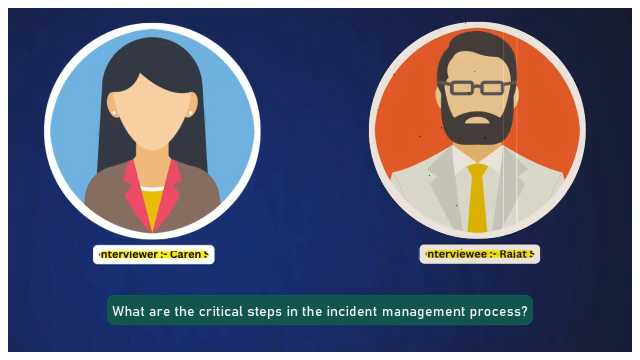 nterviewer :- Caren :-
nterviewee :- Rajat :-
What are the critical steps in the incident management process?